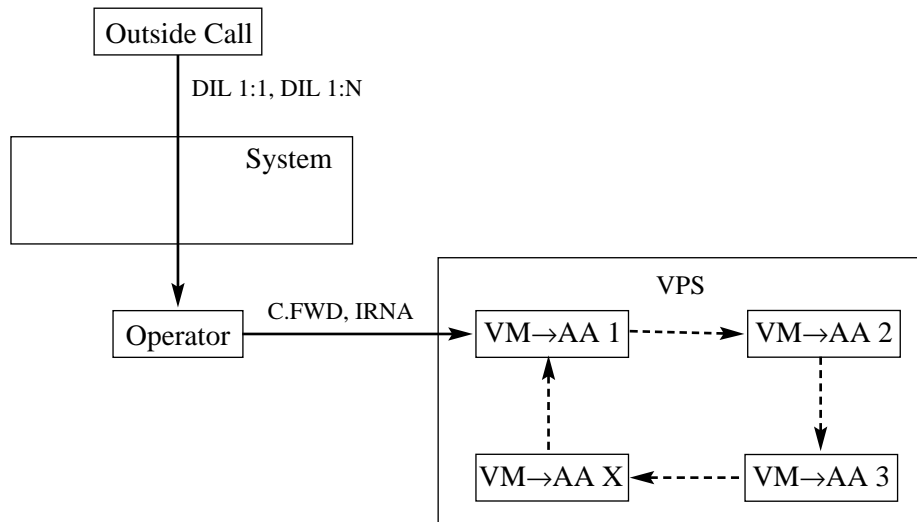 Outside Call
DIL 1:1, DIL 1:N
System
VPS
Operator
C.FWD, IRNA
VM→AA 1
VM→AA 2
VM→AA X
VM→AA 3